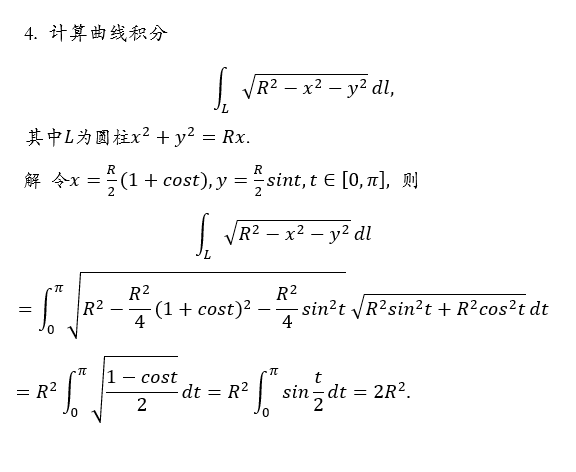 4. 计算曲线积分
∫_L √(R² − x² − y²) dl,
其中L为圆柱x² + y² = Rx.
解 令x = R/2 (1 + cost), y = R/2 sint, t ∈ [0, π], 则
∫_L √(R² − x² − y²) dl
= ∫_0^π √(R² − R²/4 (1 + cost)² − R²/4 sin²t) √(R²sin²t + R²cos²t) dt
= R² ∫_0^π √((1 − cost)/2) dt = R² ∫_0^π sin t/2 dt = 2R².